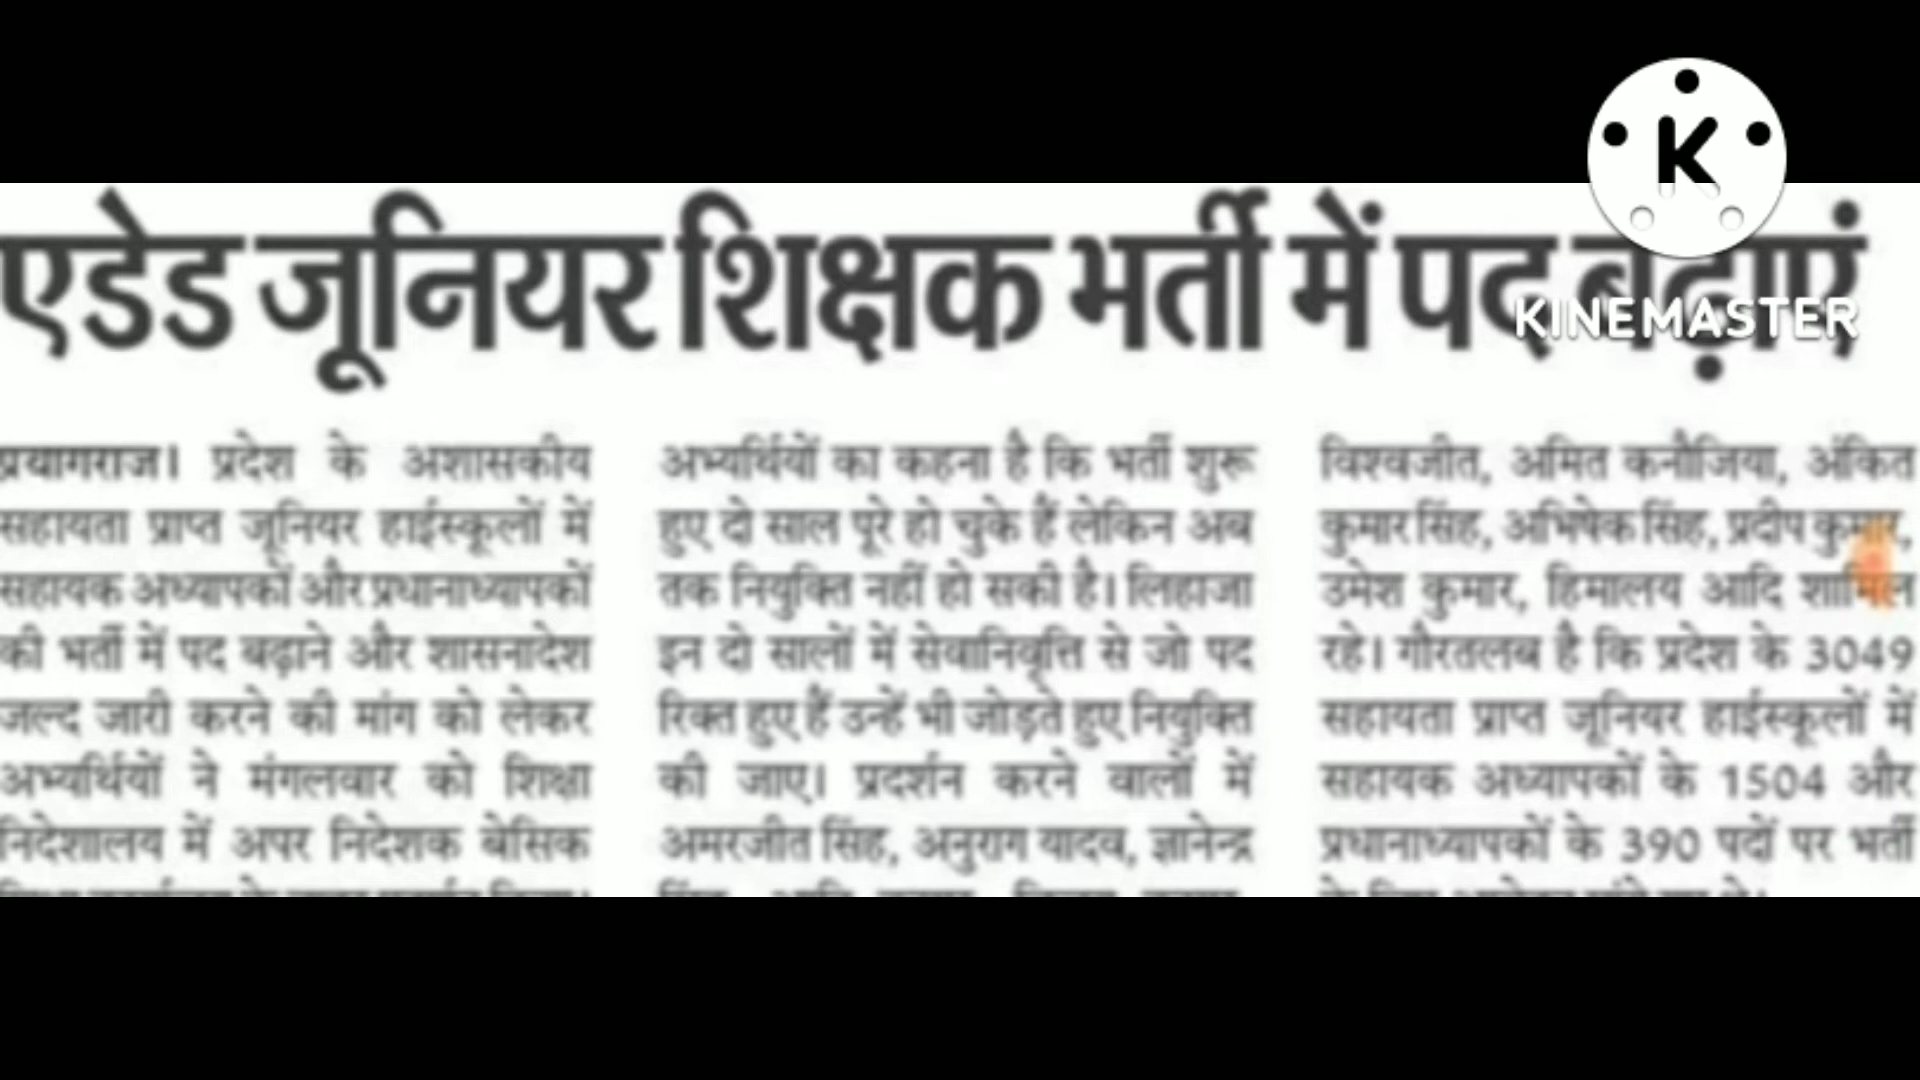 एडेड जूनियर शिक्षक भर्ती में पद बढ़ाएं
K
KINEMASTER
प्रयागराज। प्रदेश के अशासकीय
सहायता प्राप्त जूनियर हाईस्कूलों में
सहायक अध्यापकों और प्रधानाध्यापकों
की भर्ती में पद बढ़ाने और शासनादेश
जल्द जारी करने की मांग को लेकर
अभ्यर्थियों ने मंगलवार को शिक्षा
निदेशालय में अपर निदेशक बेसिक
अभ्यर्थियों का कहना है कि भर्ती शुरू
हुए दो साल पूरे हो चुके हैं लेकिन अब
तक नियुक्ति नहीं हो सकी है। लिहाजा
इन दो सालों में सेवानिवृत्ति से जो पद
रिक्त हुए हैं उन्हें भी जोड़ते हुए नियुक्ति
की जाए। प्रदर्शन करने वालों में
अमरजीत सिंह, अनुराग यादव, ज्ञानेन्द्र
विश्वजीत, अमित कनौजिया, अंकित
कुमार सिंह, अभिषेक सिंह, प्रदीप कुमार,
उमेश कुमार, हिमालय आदि शामिल
रहे। गौरतलब है कि प्रदेश के 3049
सहायता प्राप्त जूनियर हाईस्कूलों में
सहायक अध्यापकों के 1504 और
प्रधानाध्यापकों के 390 पदों पर भर्ती